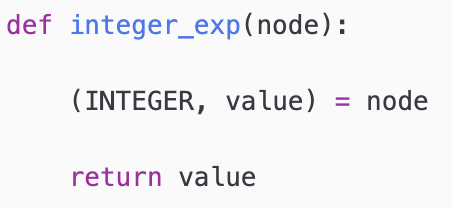 def integer_exp(node):
    (INTEGER, value) = node
    return value